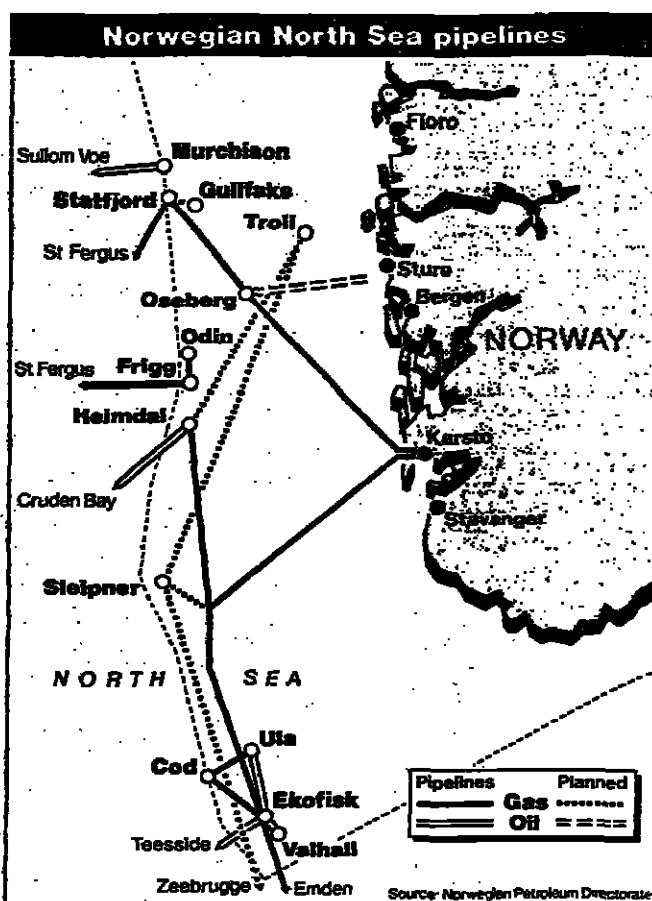 Norwegian North Sea pipelines
Floro
Sullom Voe
Murchison
Statfjord
Gullfaks
Troll
St Fergus
Sture
Oseberg
Bergen
Odin
NORWAY
St Fergus
Frigg
Heimdal
Karsto
Cruden Bay
Stavanger
Sleipner
NORTH SEA
Ula
Cod
Pipelines Planned
Gas
Oil
Ekofisk
Teesside
Valhall
Zeebrugge
Emden
Source: Norwegian Petroleum Directorate